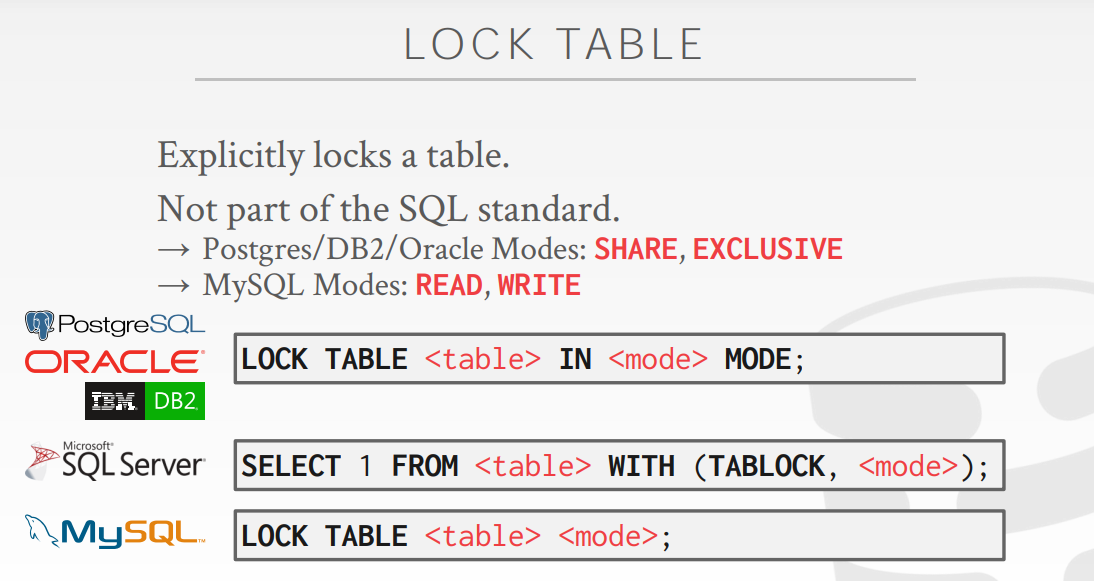 LOCK TABLE
Explicitly locks a table.
Not part of the SQL standard.
→ Postgres/DB2/Oracle Modes: SHARE, EXCLUSIVE
→ MySQL Modes: READ, WRITE
PostgreSQL
ORACLE®
IBM. DB2.
LOCK TABLE <table> IN <mode> MODE;
Microsoft®
SQL Server®
SELECT 1 FROM <table> WITH (TABLOCK, <mode>);
MySQL™
LOCK TABLE <table> <mode>;